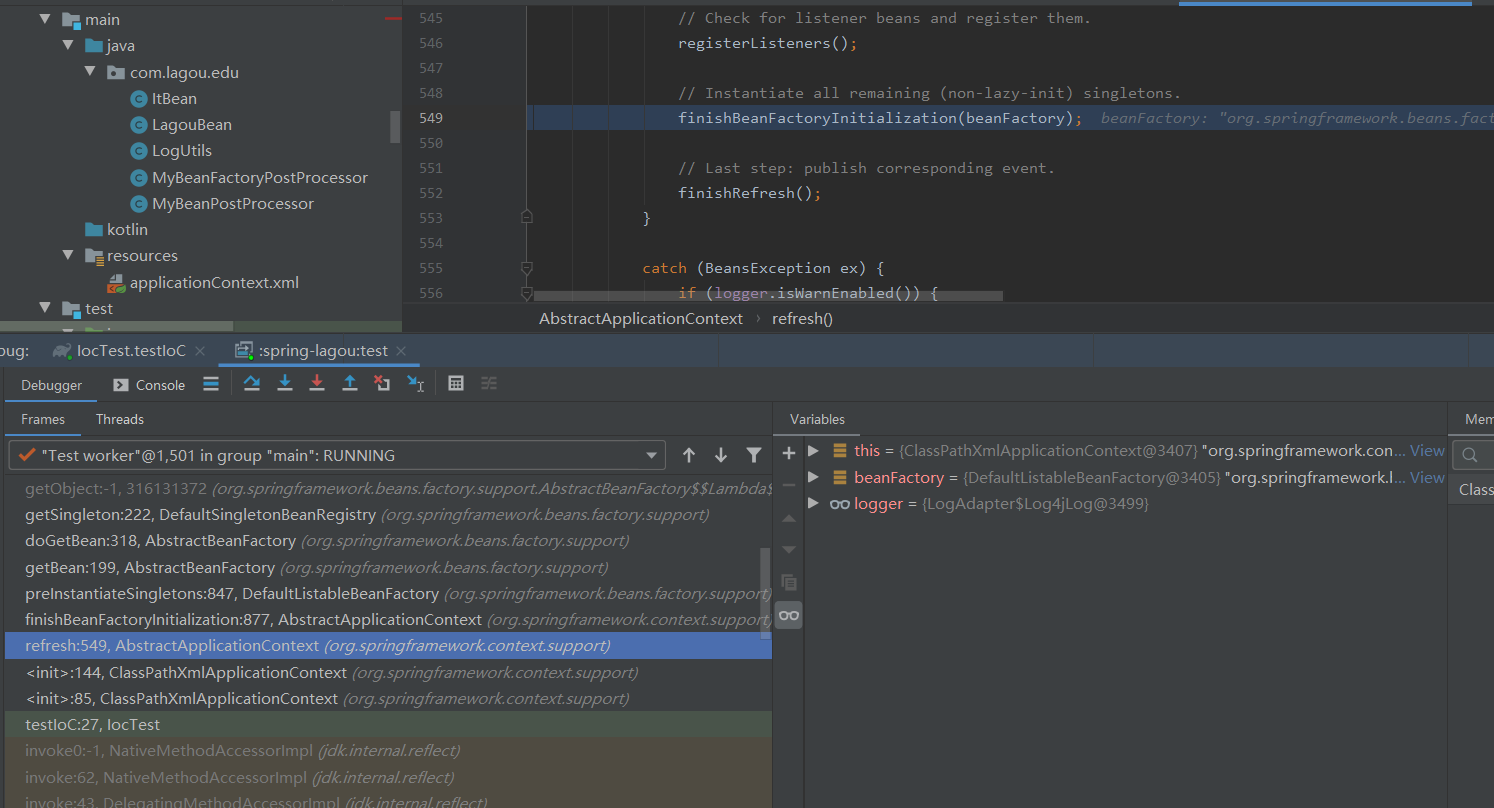 main
java
com.lagou.edu
ItBean
LagouBean
LogUtils
MyBeanFactoryPostProcessor
MyBeanPostProcessor
kotlin
resources
applicationContext.xml
test
545 // Check for listener beans and register them.
546 registerListeners();
547
548 // Instantiate all remaining (non-lazy-init) singletons.
549 finishBeanFactoryInitialization(beanFactory); beanFactory: "org.springframework.beans.fact
550
551 // Last step: publish corresponding event.
552 finishRefresh();
553 }
554
555 catch (BeansException ex) {
556 if (logger.isWarnEnabled()) {
AbstractApplicationContext › refresh()
bug: IocTest.testIoC × :spring-lagou:test ×
Debugger Console
Frames Threads
"Test worker"@1,501 in group "main": RUNNING
getObject:-1, 316131372 (org.springframework.beans.factory.support.AbstractBeanFactory$$Lambda$
getSingleton:222, DefaultSingletonBeanRegistry (org.springframework.beans.factory.support)
doGetBean:318, AbstractBeanFactory (org.springframework.beans.factory.support)
getBean:199, AbstractBeanFactory (org.springframework.beans.factory.support)
preInstantiateSingletons:847, DefaultListableBeanFactory (org.springframework.beans.factory.support)
finishBeanFactoryInitialization:877, AbstractApplicationContext (org.springframework.context.support)
refresh:549, AbstractApplicationContext (org.springframework.context.support)
<init>:144, ClassPathXmlApplicationContext (org.springframework.context.support)
<init>:85, ClassPathXmlApplicationContext (org.springframework.context.support)
testIoC:27, IocTest
invoke0:-1, NativeMethodAccessorImpl (jdk.internal.reflect)
invoke:62, NativeMethodAccessorImpl (jdk.internal.reflect)
invoke:43, DelegatingMethodAccessorImpl (jdk.internal.reflect)
Variables
this = {ClassPathXmlApplicationContext@3407} "org.springframework.con... View
beanFactory = {DefaultListableBeanFactory@3405} "org.springframework.l... View
logger = {LogAdapter$Log4jLog@3499}
Mem
Class